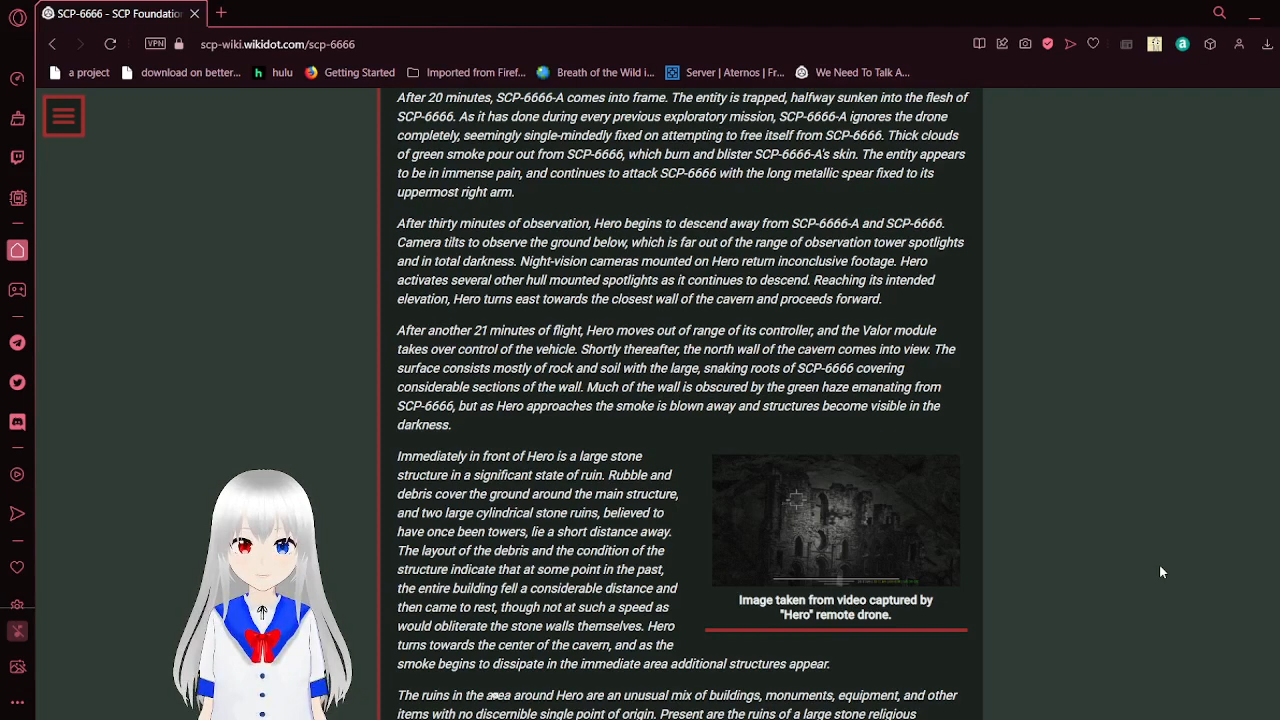 SCP-6666 - SCP Foundation
VPN
scp-wiki.wikidot.com/scp-6666
a project
download on better...
hulu
Getting Started
Imported from Firef...
Breath of the Wild i...
Server | Aternos | Fr...
We Need To Talk A...
After 20 minutes, SCP-6666-A comes into frame. The entity is trapped, halfway sunken into the flesh of
SCP-6666. As it has done during every previous exploratory mission, SCP-6666-A ignores the drone
completely, seemingly single-mindedly fixed on attempting to free itself from SCP-6666. Thick clouds
of green smoke pour out from SCP-6666, which burn and blister SCP-6666-A's skin. The entity appears
to be in immense pain, and continues to attack SCP-6666 with the long metallic spear fixed to its
uppermost right arm.
After thirty minutes of observation, Hero begins to descend away from SCP-6666-A and SCP-6666.
Camera tilts to observe the ground below, which is far out of the range of observation tower spotlights
and in total darkness. Night-vision cameras mounted on Hero return inconclusive footage. Hero
activates several other hull mounted spotlights as it continues to descend. Reaching its intended
elevation, Hero turns east towards the closest wall of the cavern and proceeds forward.
After another 21 minutes of flight, Hero moves out of range of its controller, and the Valor module
takes over control of the vehicle. Shortly thereafter, the north wall of the cavern comes into view. The
surface consists mostly of rock and soil with the large, snaking roots of SCP-6666 covering
considerable sections of the wall. Much of the wall is obscured by the green haze emanating from
SCP-6666, but as Hero approaches the smoke is blown away and structures become visible in the
darkness.
Immediately in front of Hero is a large stone
structure in a significant state of ruin. Rubble and
debris cover the ground around the main structure,
and two large cylindrical stone ruins, believed to
have once been towers, lie a short distance away.
The layout of the debris and the condition of the
structure indicate that at some point in the past,
the entire building fell a considerable distance and
then came to rest, though not at such a speed as
would obliterate the stone walls themselves. Hero
turns towards the center of the cavern, and as the
smoke begins to dissipate in the immediate area additional structures appear.
Image taken from video captured by
"Hero" remote drone.
The ruins in the area around Hero are an unusual mix of buildings, monuments, equipment, and other
items with no discernible single point of origin. Present are the ruins of a large stone religious